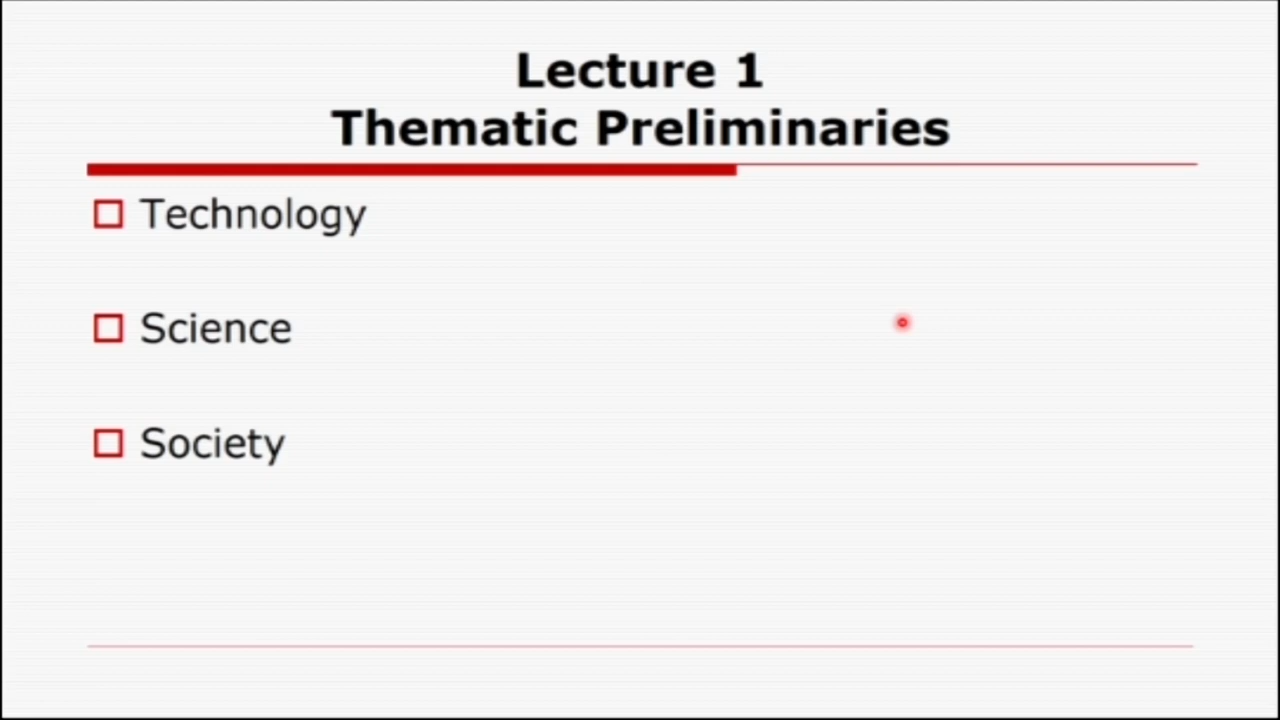 Lecture 1
Thematic Preliminaries
Technology
Science
Society